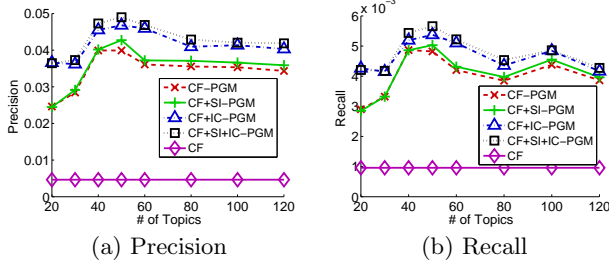 0.05
0.04
0.03
0.02
0.01
0
Precision
20 40 60 80 100 120
# of Topics
CF−PGM
CF+SI−PGM
CF+IC−PGM
CF+SI+IC−PGM
CF
(a) Precision
6 x 10−3
5
4
3
2
1
0
Recall
20 40 60 80 100 120
# of Topics
CF−PGM
CF+SI−PGM
CF+IC−PGM
CF+SI+IC−PGM
CF
(b) Recall